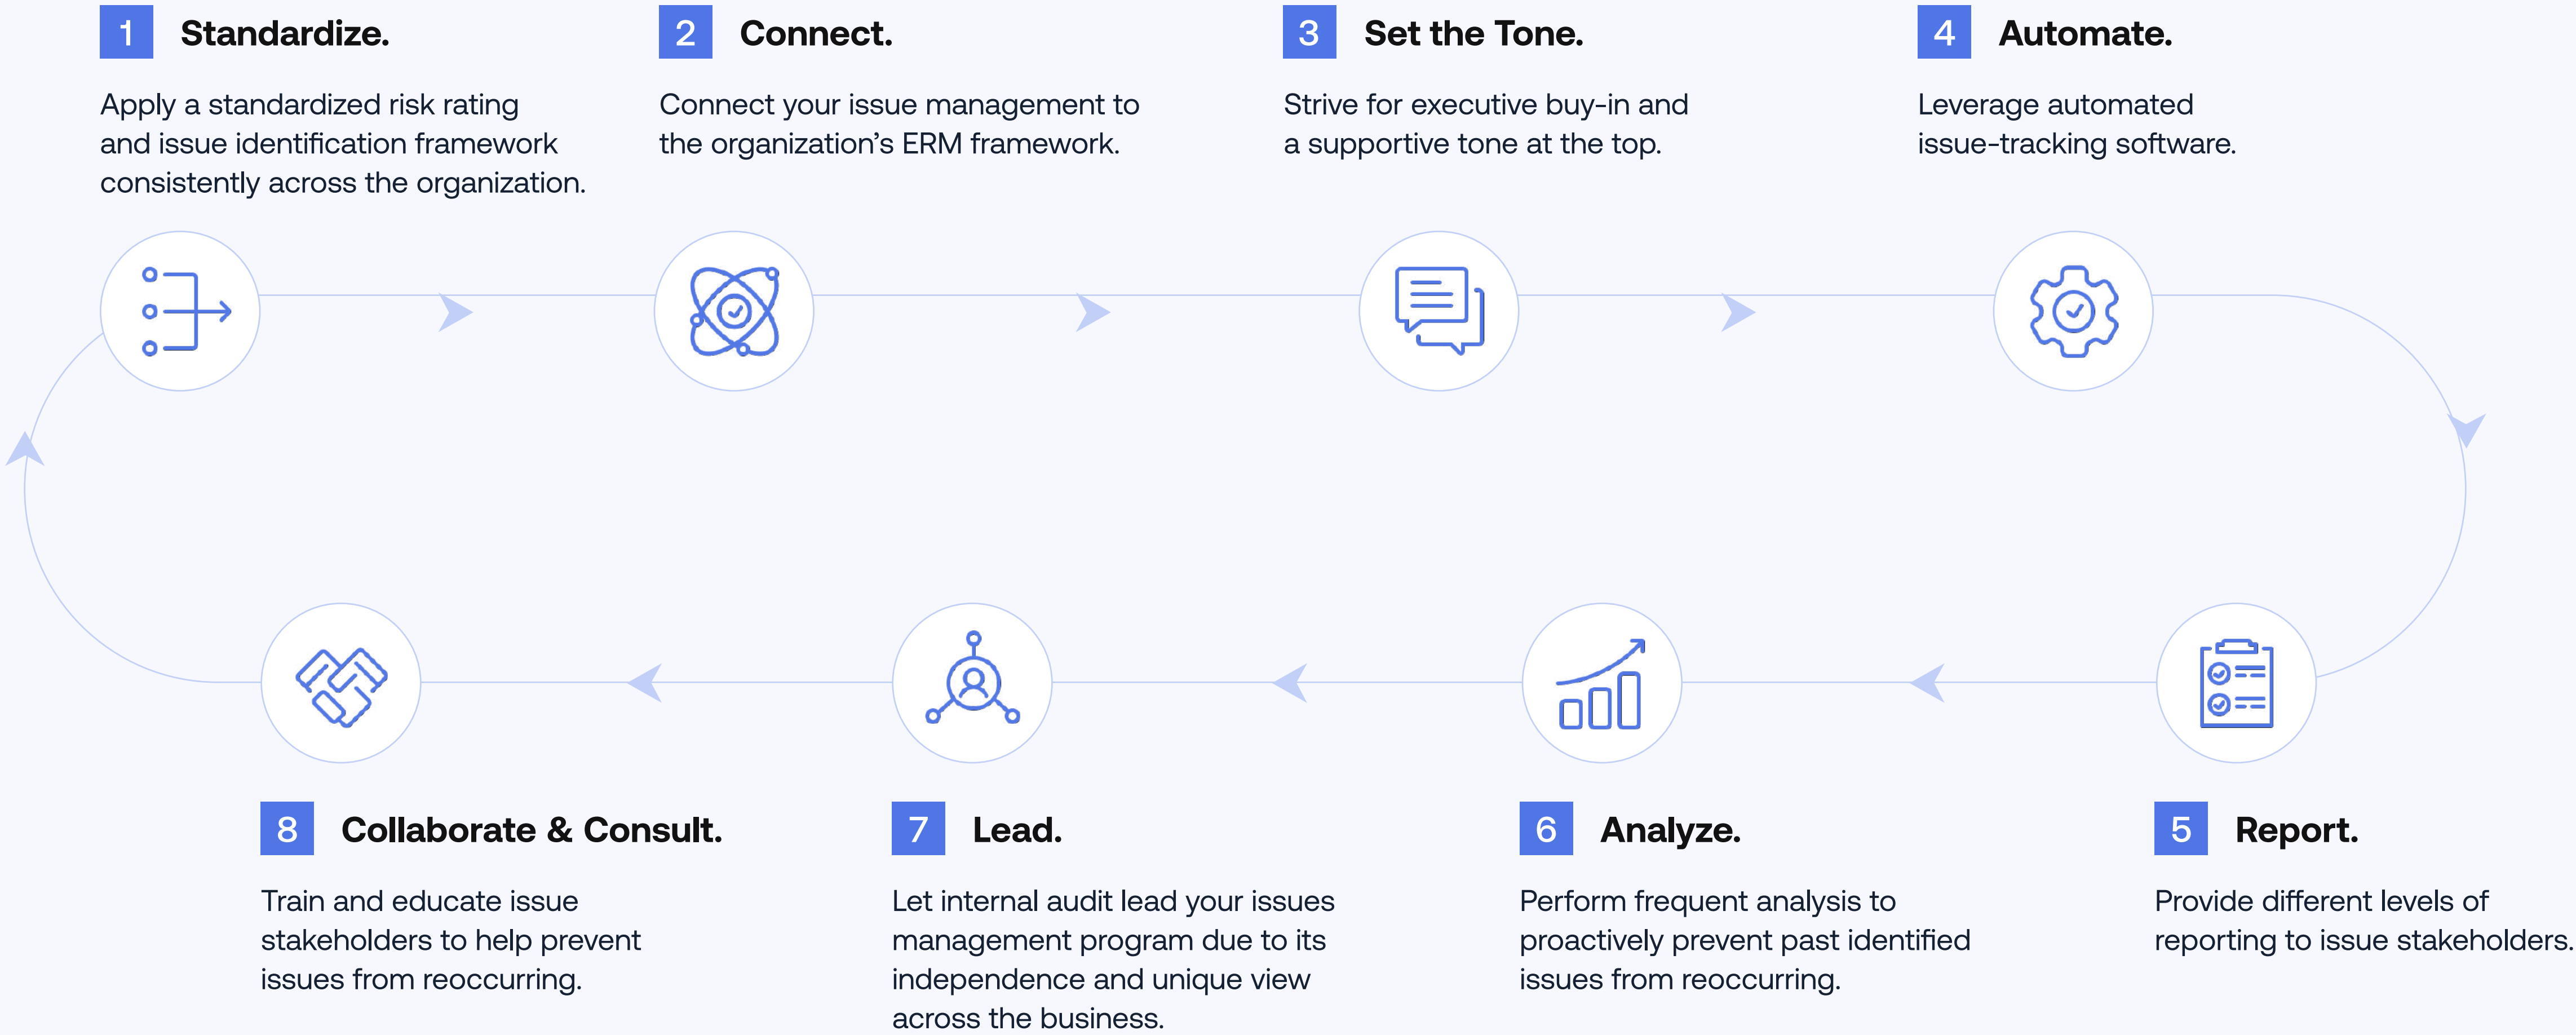 1 Standardize.
Apply a standardized risk rating
and issue identification framework
consistently across the organization.
2 Connect.
Connect your issue management to
the organization’s ERM framework.
3 Set the Tone.
Strive for executive buy-in and
a supportive tone at the top.
4 Automate.
Leverage automated
issue-tracking software.
5 Report.
Provide different levels of
reporting to issue stakeholders.
6 Analyze.
Perform frequent analysis to
proactively prevent past identified
issues from reoccurring.
7 Lead.
Let internal audit lead your issues
management program due to its
independence and unique view
across the business.
8 Collaborate & Consult.
Train and educate issue
stakeholders to help prevent
issues from reoccurring.